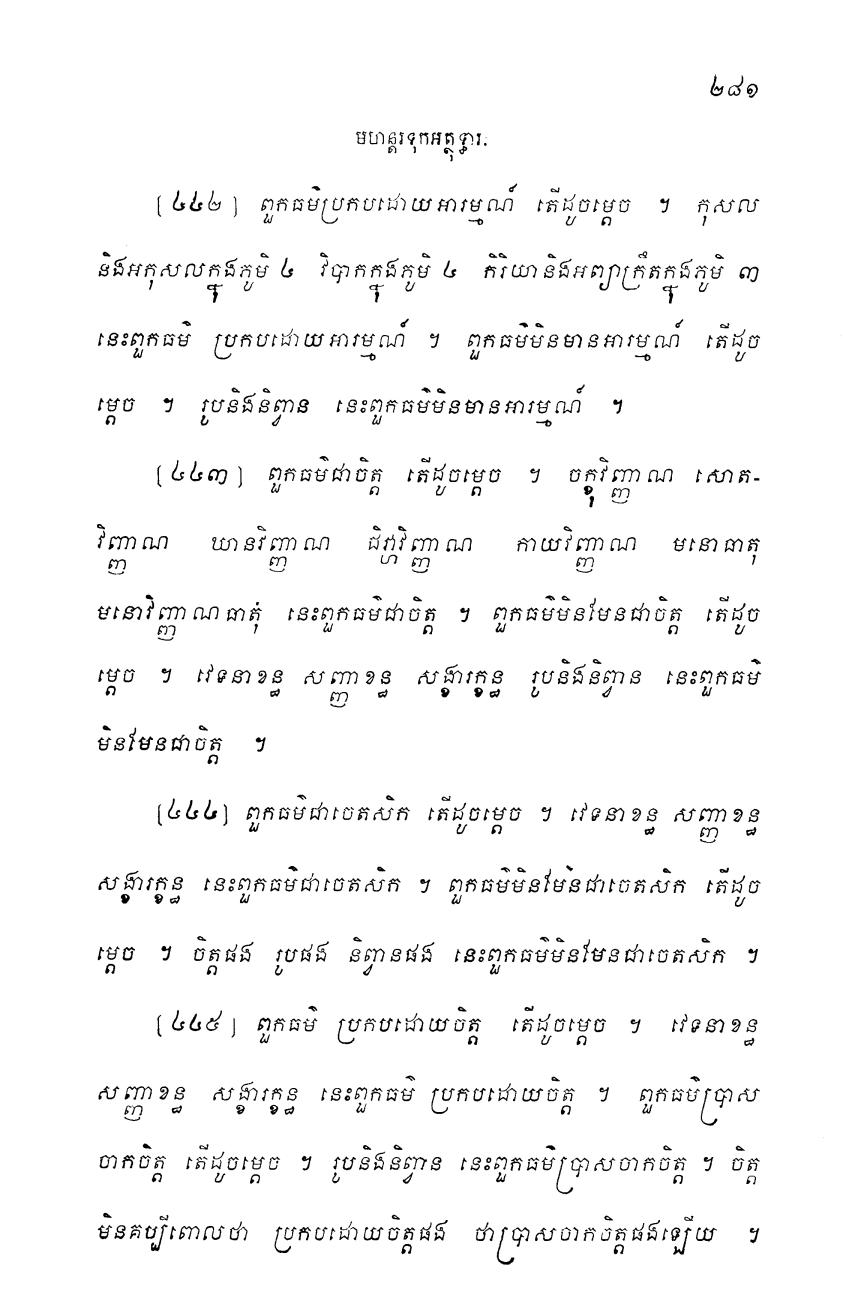 ២៨១
មហន្តរទុកអត្ថុទ្ធារៈ
[៤៤២] ពួកធម៌ប្រកបដោយអារម្មណ៍ តើដូចម្តេច ។ កុសល
និងអកុសលក្នុងភូមិ ៤ វិបាកក្នុងភូមិ ៤ កិរិយានិងអព្យាក្រឹតក្នុងភូមិ ៣
នេះពួកធម៌ ប្រកបដោយអារម្មណ៍ ។ ពួកធម៌មិនមានអារម្មណ៍ តើដូច
ម្តេច ។ រូបនិងនិព្វាន នេះពួកធម៌មិនមានអារម្មណ៍ ។
[៤៤៣] ពួកធម៌ជាចិត្ត តើដូចម្តេច ។ ចក្ខុវិញ្ញាណ សោត-
វិញ្ញាណ ឃានវិញ្ញាណ ជិវ្ហាវិញ្ញាណ កាយវិញ្ញាណ មនោធាតុ
មនោវិញ្ញាណធាតុ់ នេះពួកធម៌ជាចិត្ត ។ ពួកធម៌មិនមែនជាចិត្ត តើដូច
ម្តេច ។ វេទនាខន្ធ សញ្ញាខន្ធ សង្ខារក្ខន្ធ រូបនិងនិព្វាន នេះពួកធម៌
មិនមែនជាចិត្ត ។
[៤៤៤] ពួកធម៌ជាចេតសិក តើដូចម្តេច ។ វេទនាខន្ធ សញ្ញាខន្ធ
សង្ខារក្ខន្ធ នេះពួកធម៌ជាចេតសិក ។ ពួកធម៌មិនមែនជាចេតសិក តើដូច
ម្តេច ។ ចិត្តផង រូបផង និព្វានផង នេះពួកធម៌មិនមែនជាចេតសិក ។
[៤៤៥] ពួកធម៌ ប្រកបដោយចិត្ត តើដូចម្តេច ។ វេទនាខន្ធ
សញ្ញាខន្ធ សង្ខារក្ខន្ធ នេះពួកធម៌ ប្រកបដោយចិត្ត ។ ពួកធម៌ប្រាស
ចាកចិត្ត តើដូចម្តេច ។ រូបនិងនិព្វាន នេះពួកធម៌ប្រាសចាកចិត្ត ។ ចិត្ត
មិនគប្បីពោលថា ប្រកបដោយចិត្តផង ថាប្រាសចាកចិត្តផងឡើយ ។